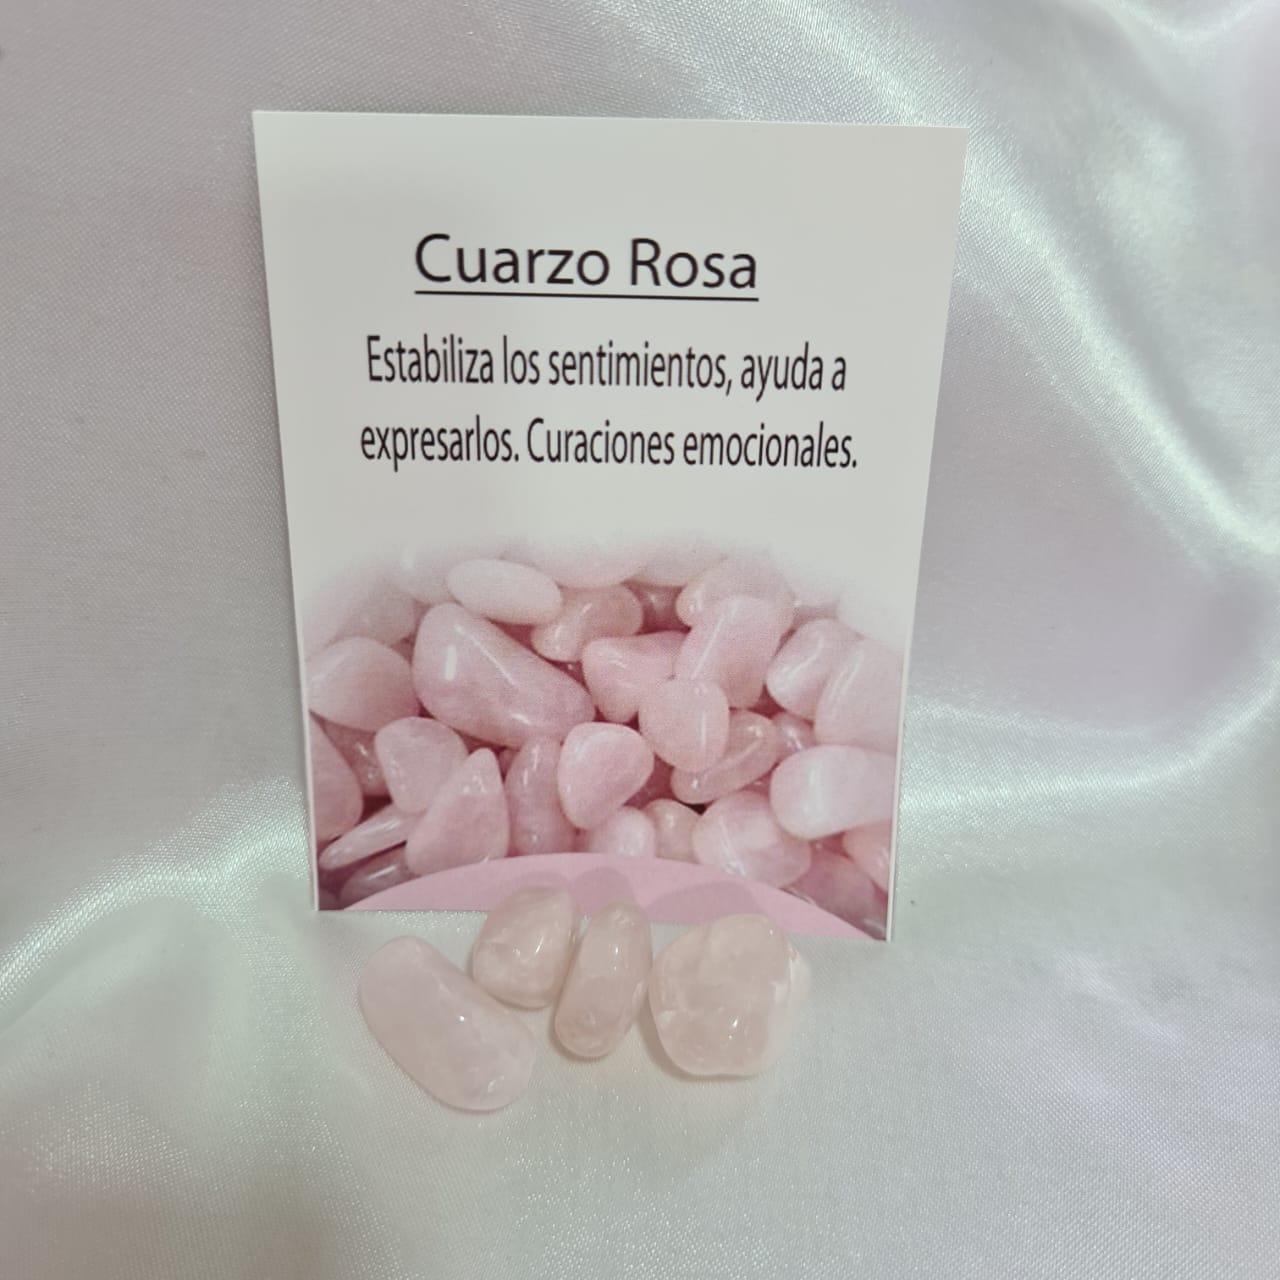 Cuarzo Rosa
Estabiliza los sentimientos, ayuda a
expresarlos. Curaciones emocionales.